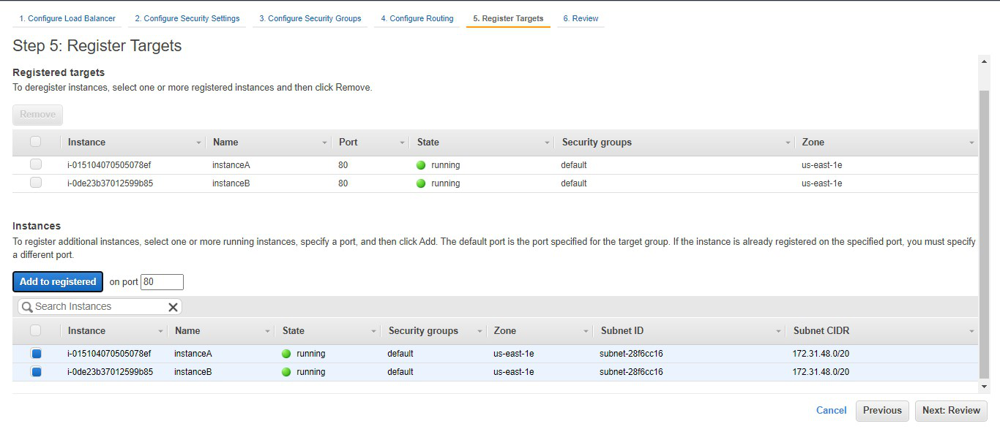 1. Configure Load Balancer 2. Configure Security Settings 3. Configure Security Groups 4. Configure Routing 5. Register Targets 6. Review
Step 5: Register Targets
Registered targets
To deregister instances, select one or more registered instances and then click Remove.
Remove
Instance Name Port State Security groups Zone
i-015104070505078ef instanceA 80 running default us-east-1e
i-0de23b37012599b85 instanceB 80 running default us-east-1e
Instances
To register additional instances, select one or more running instances, specify a port, and then click Add. The default port is the port specified for the target group. If the instance is already registered on the specified port, you must specify
a different port.
Add to registered on port 80
Search Instances
Instance Name State Security groups Zone Subnet ID Subnet CIDR
i-015104070505078ef instanceA running default us-east-1e subnet-28f6cc16 172.31.48.0/20
i-0de23b37012599b85 instanceB running default us-east-1e subnet-28f6cc16 172.31.48.0/20
Cancel Previous Next: Review